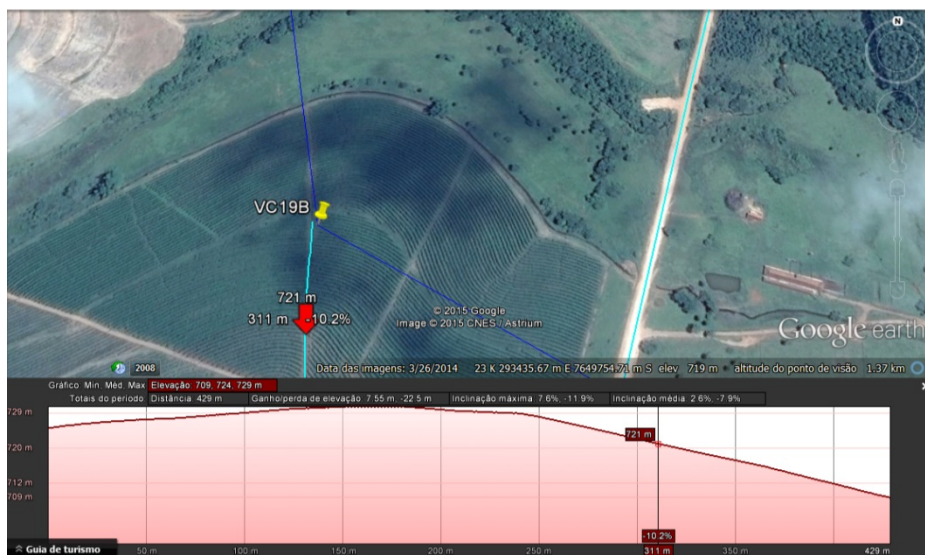 N
VC19B
721 m
311 m -10.2%
© 2015 Google
Image © 2015 CNES / Astrium
Google earth
2008
Data das imagens: 3/26/2014 23 K 293435.67 m E 7649754.71 m S elev 719 m altitude do ponto de visão 1.37 km
Gráfico Min, Méd, Max Elevação: 709, 724, 729 m
Totais do período: Distância: 429 m Ganho/perda de elevação: 7.55 m, -22.5 m Inclinação máxima: 7.6%, -11.9% Inclinação média: 2.6%, -7.9%
729 m
721 m
720 m
712 m
709 m
-10.2%
Guia de turismo 50 m 100 m 150 m 200 m 250 m 311 m 350 m 429 m